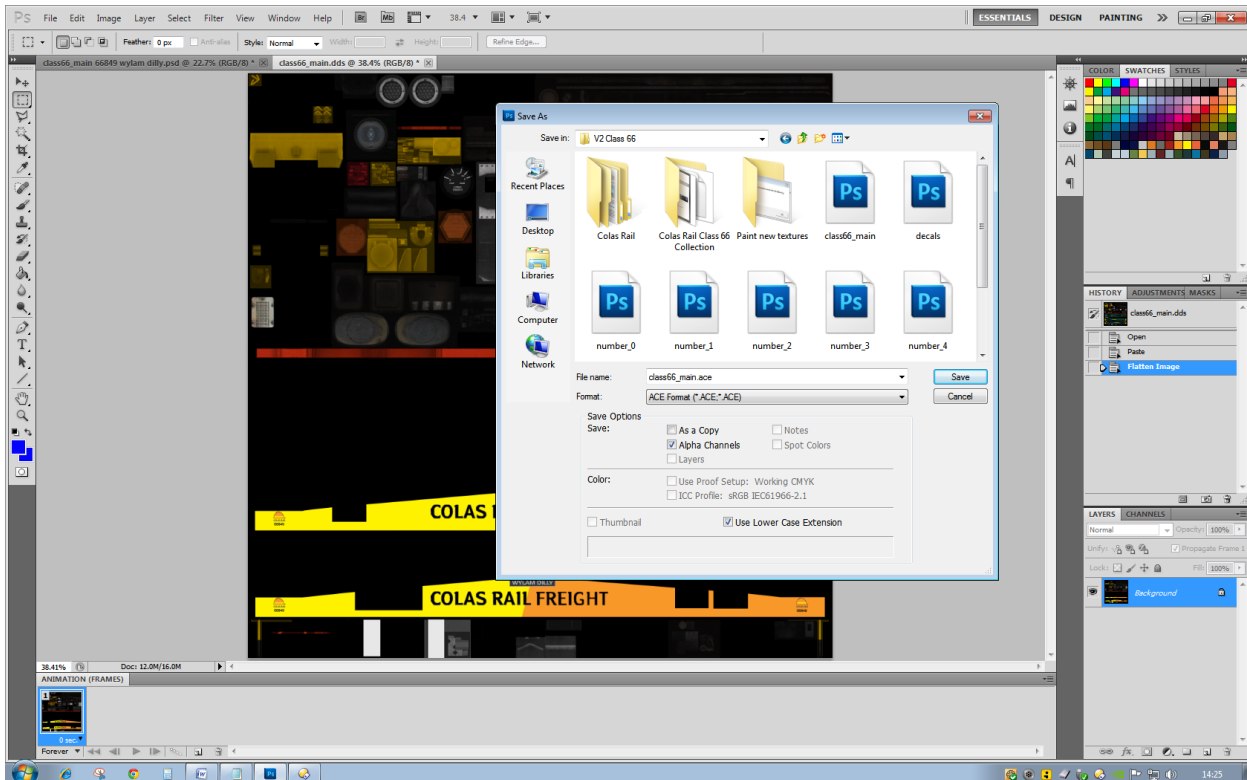 PS File Edit Image Layer Select Filter View Window Help Br Mb 38.4 ESSENTIALS DESIGN PAINTING
Feather: 0 px Anti-alias Style: Normal Width: Height: Refine Edge...
class66_main 66849 wylam dilly.psd @ 22.7% (RGB/8) * class66_main.dds @ 38.4% (RGB/8) *
COLOR SWATCHES STYLES
Save As
Save in: V2 Class 66
Recent Places
Desktop
Libraries
Computer
Network
Colas Rail
Colas Rail Class 66 Collection
Paint new textures
class66_main
decals
number_0
number_1
number_2
number_3
number_4
File name: class66_main.ace Save
Format: ACE Format (*.ACE;*.ACE) Cancel
Save Options
Save: As a Copy Notes
Alpha Channels Spot Colors
Layers
Color: Use Proof Setup: Working CMYK
ICC Profile: sRGB IEC61966-2.1
Thumbnail Use Lower Case Extension
HISTORY ADJUSTMENTS MASKS
class66_main.dds
Open
Paste
Flatten Image
COLAS
WYLAM DILLY
COLAS RAIL FREIGHT
LAYERS CHANNELS
Normal Opacity: 100%
Unify: Propagate Frame 1
Lock: Fill: 100%
Background
38.41% Doc: 12.0M/16.0M
ANIMATION (FRAMES)
1
0 sec.
Forever
14:25